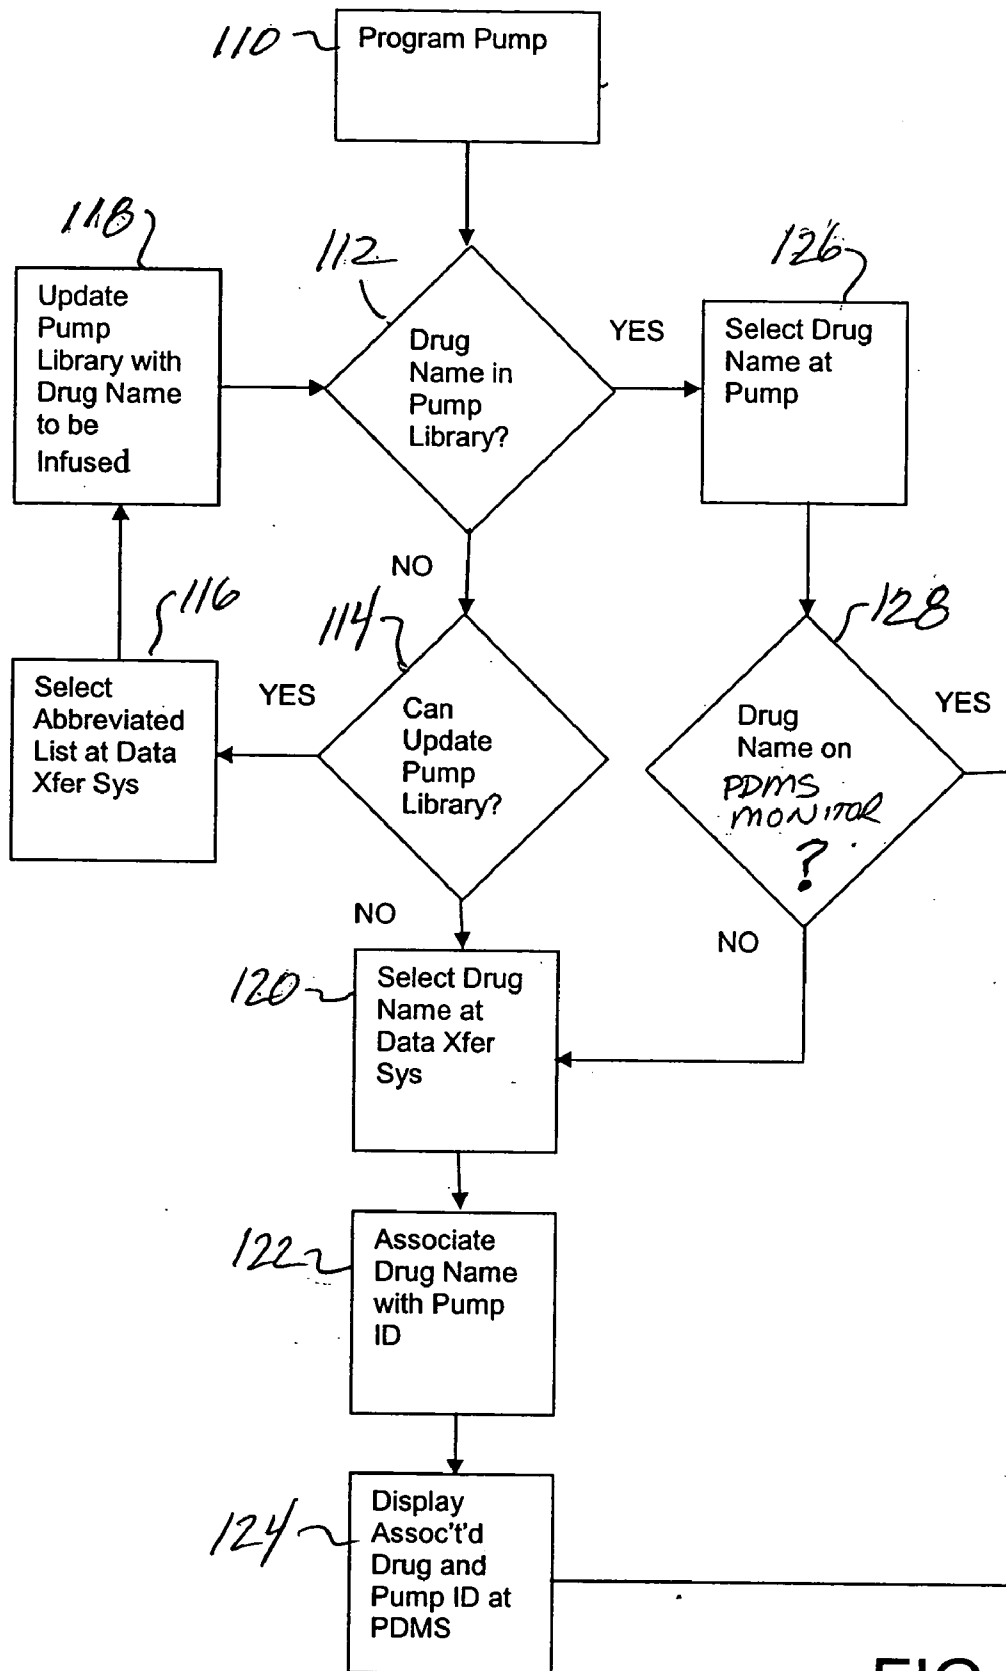 110
Program Pump
118
112
126
Update
Pump
Library with
Drug Name
to be
Infused
Drug
Name in
Pump
Library?
YES
Select Drug
Name at
Pump
NO
116
114
128
Select
Abbreviated
List at Data
Xfer Sys
YES
Can
Update
Pump
Library?
Drug
Name on
PDMS
MONITOR
?
YES
NO
NO
120
Select Drug
Name at
Data Xfer
Sys
122
Associate
Drug Name
with Pump
ID
124
Display
Assoc't'd
Drug and
Pump ID at
PDMS
FIG